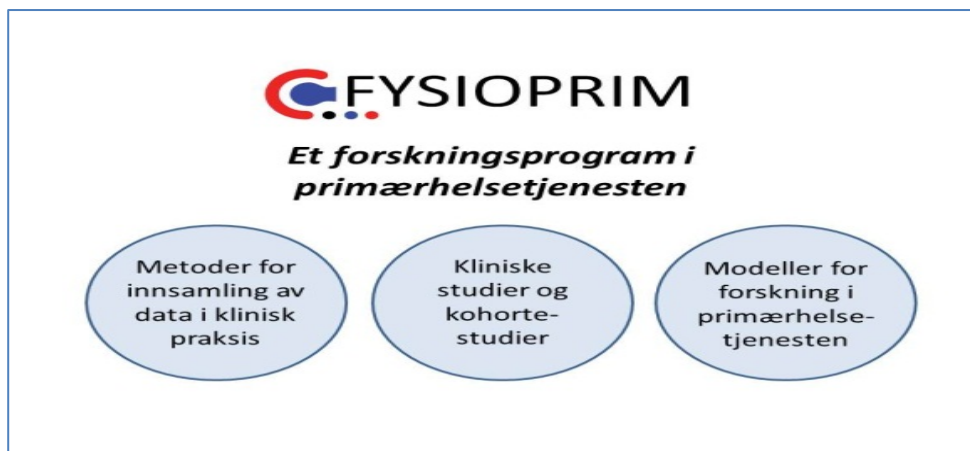 FYSIOPRIM
Et forskningsprogram i
primærhelsetjenesten
Metoder for
innsamling av
data i klinisk
praksis
Kliniske
studier og
kohorte-
studier
Modeller for
forskning i
primærhelse-
tjenesten